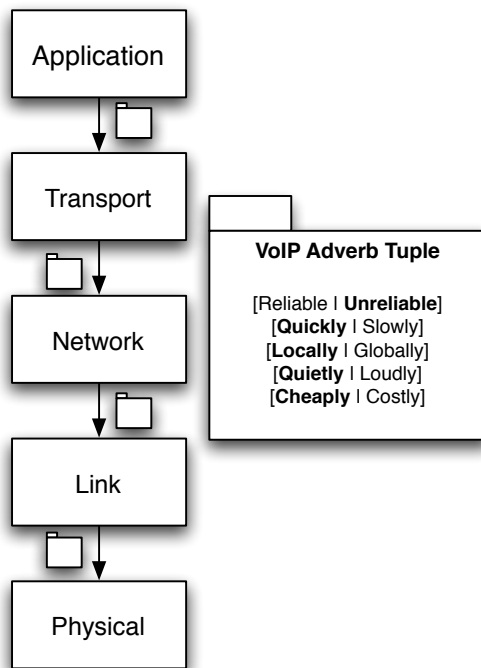 Application
Transport
VoIP Adverb Tuple
[Reliable | Unreliable]
[Quickly | Slowly]
[Locally | Globally]
[Quietly | Loudly]
[Cheaply | Costly]
Network
Link
Physical